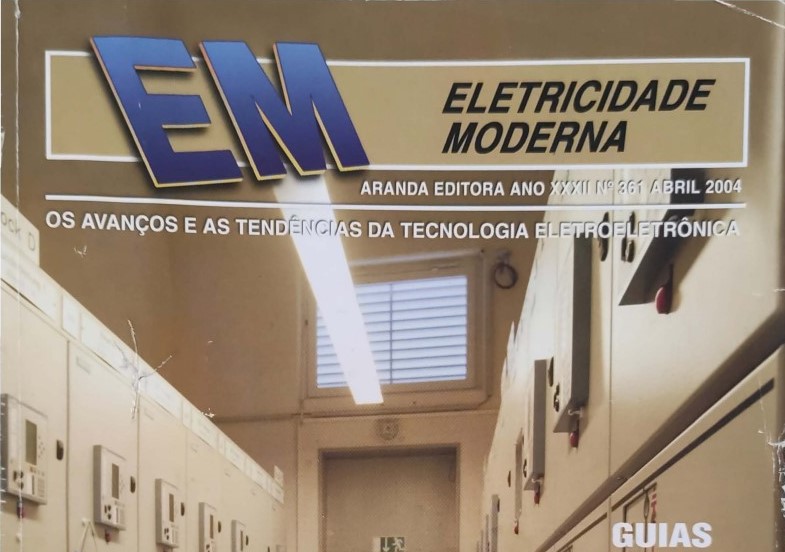 EM
ELETRICIDADE
MODERNA
ARANDA EDITORA ANO XXXII Nº 361 ABRIL 2004
OS AVANÇOS E AS TENDÊNCIAS DA TECNOLOGIA ELETROELETRÔNICA
ock D
GUIAS